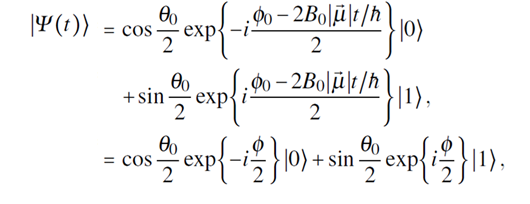 |Ψ(t)⟩ = cos θ₀/2 exp{−i (ϕ₀ − 2B₀|μ⃗|t/ħ)/2}|0⟩
+ sin θ₀/2 exp{i (ϕ₀ − 2B₀|μ⃗|t/ħ)/2}|1⟩,
= cos θ₀/2 exp{−i ϕ/2}|0⟩ + sin θ₀/2 exp{i ϕ/2}|1⟩,